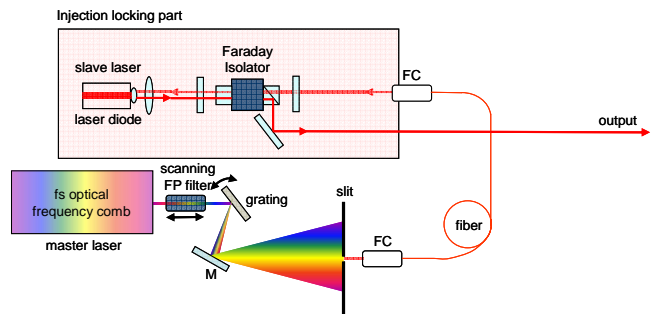 Injection locking part
Faraday
Isolator
slave laser
FC
laser diode
output
scanning
FP filter
grating
slit
fs optical
frequency comb
fiber
FC
master laser
M